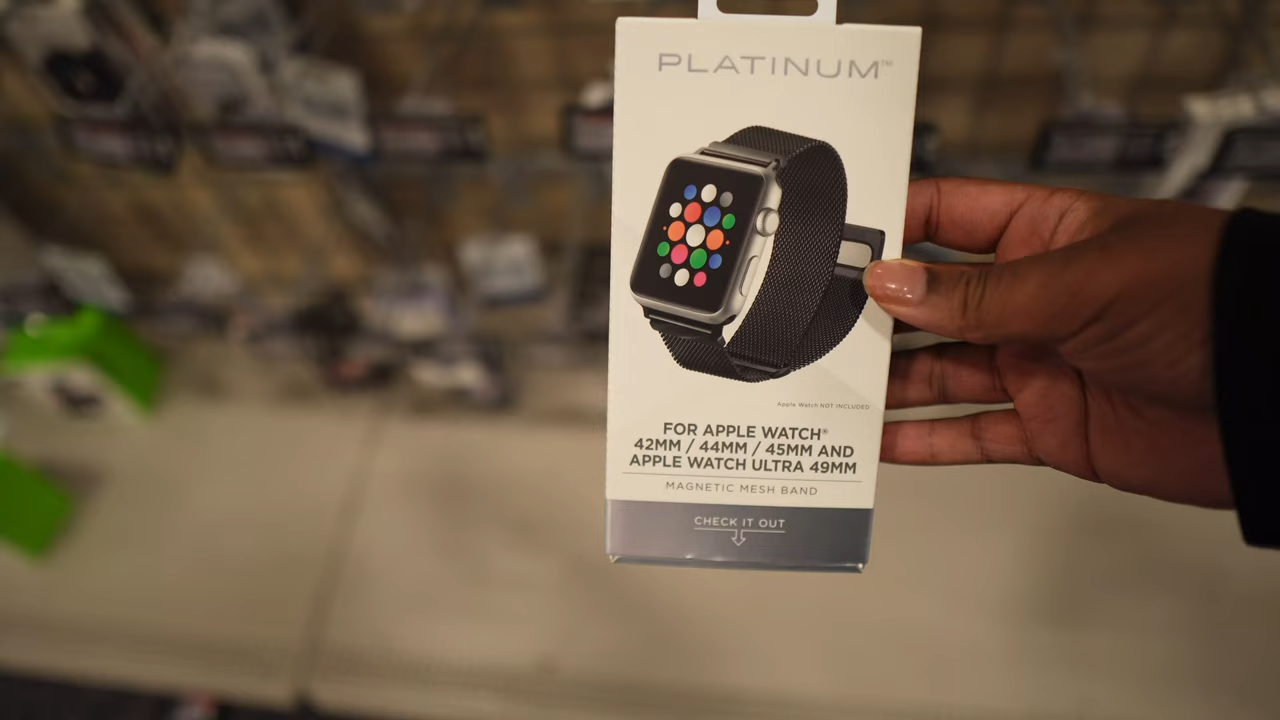 PLATINUM™
Apple Watch NOT INCLUDED
FOR APPLE WATCH®
42MM / 44MM / 45MM AND
APPLE WATCH ULTRA 49MM
MAGNETIC MESH BAND
CHECK IT OUT